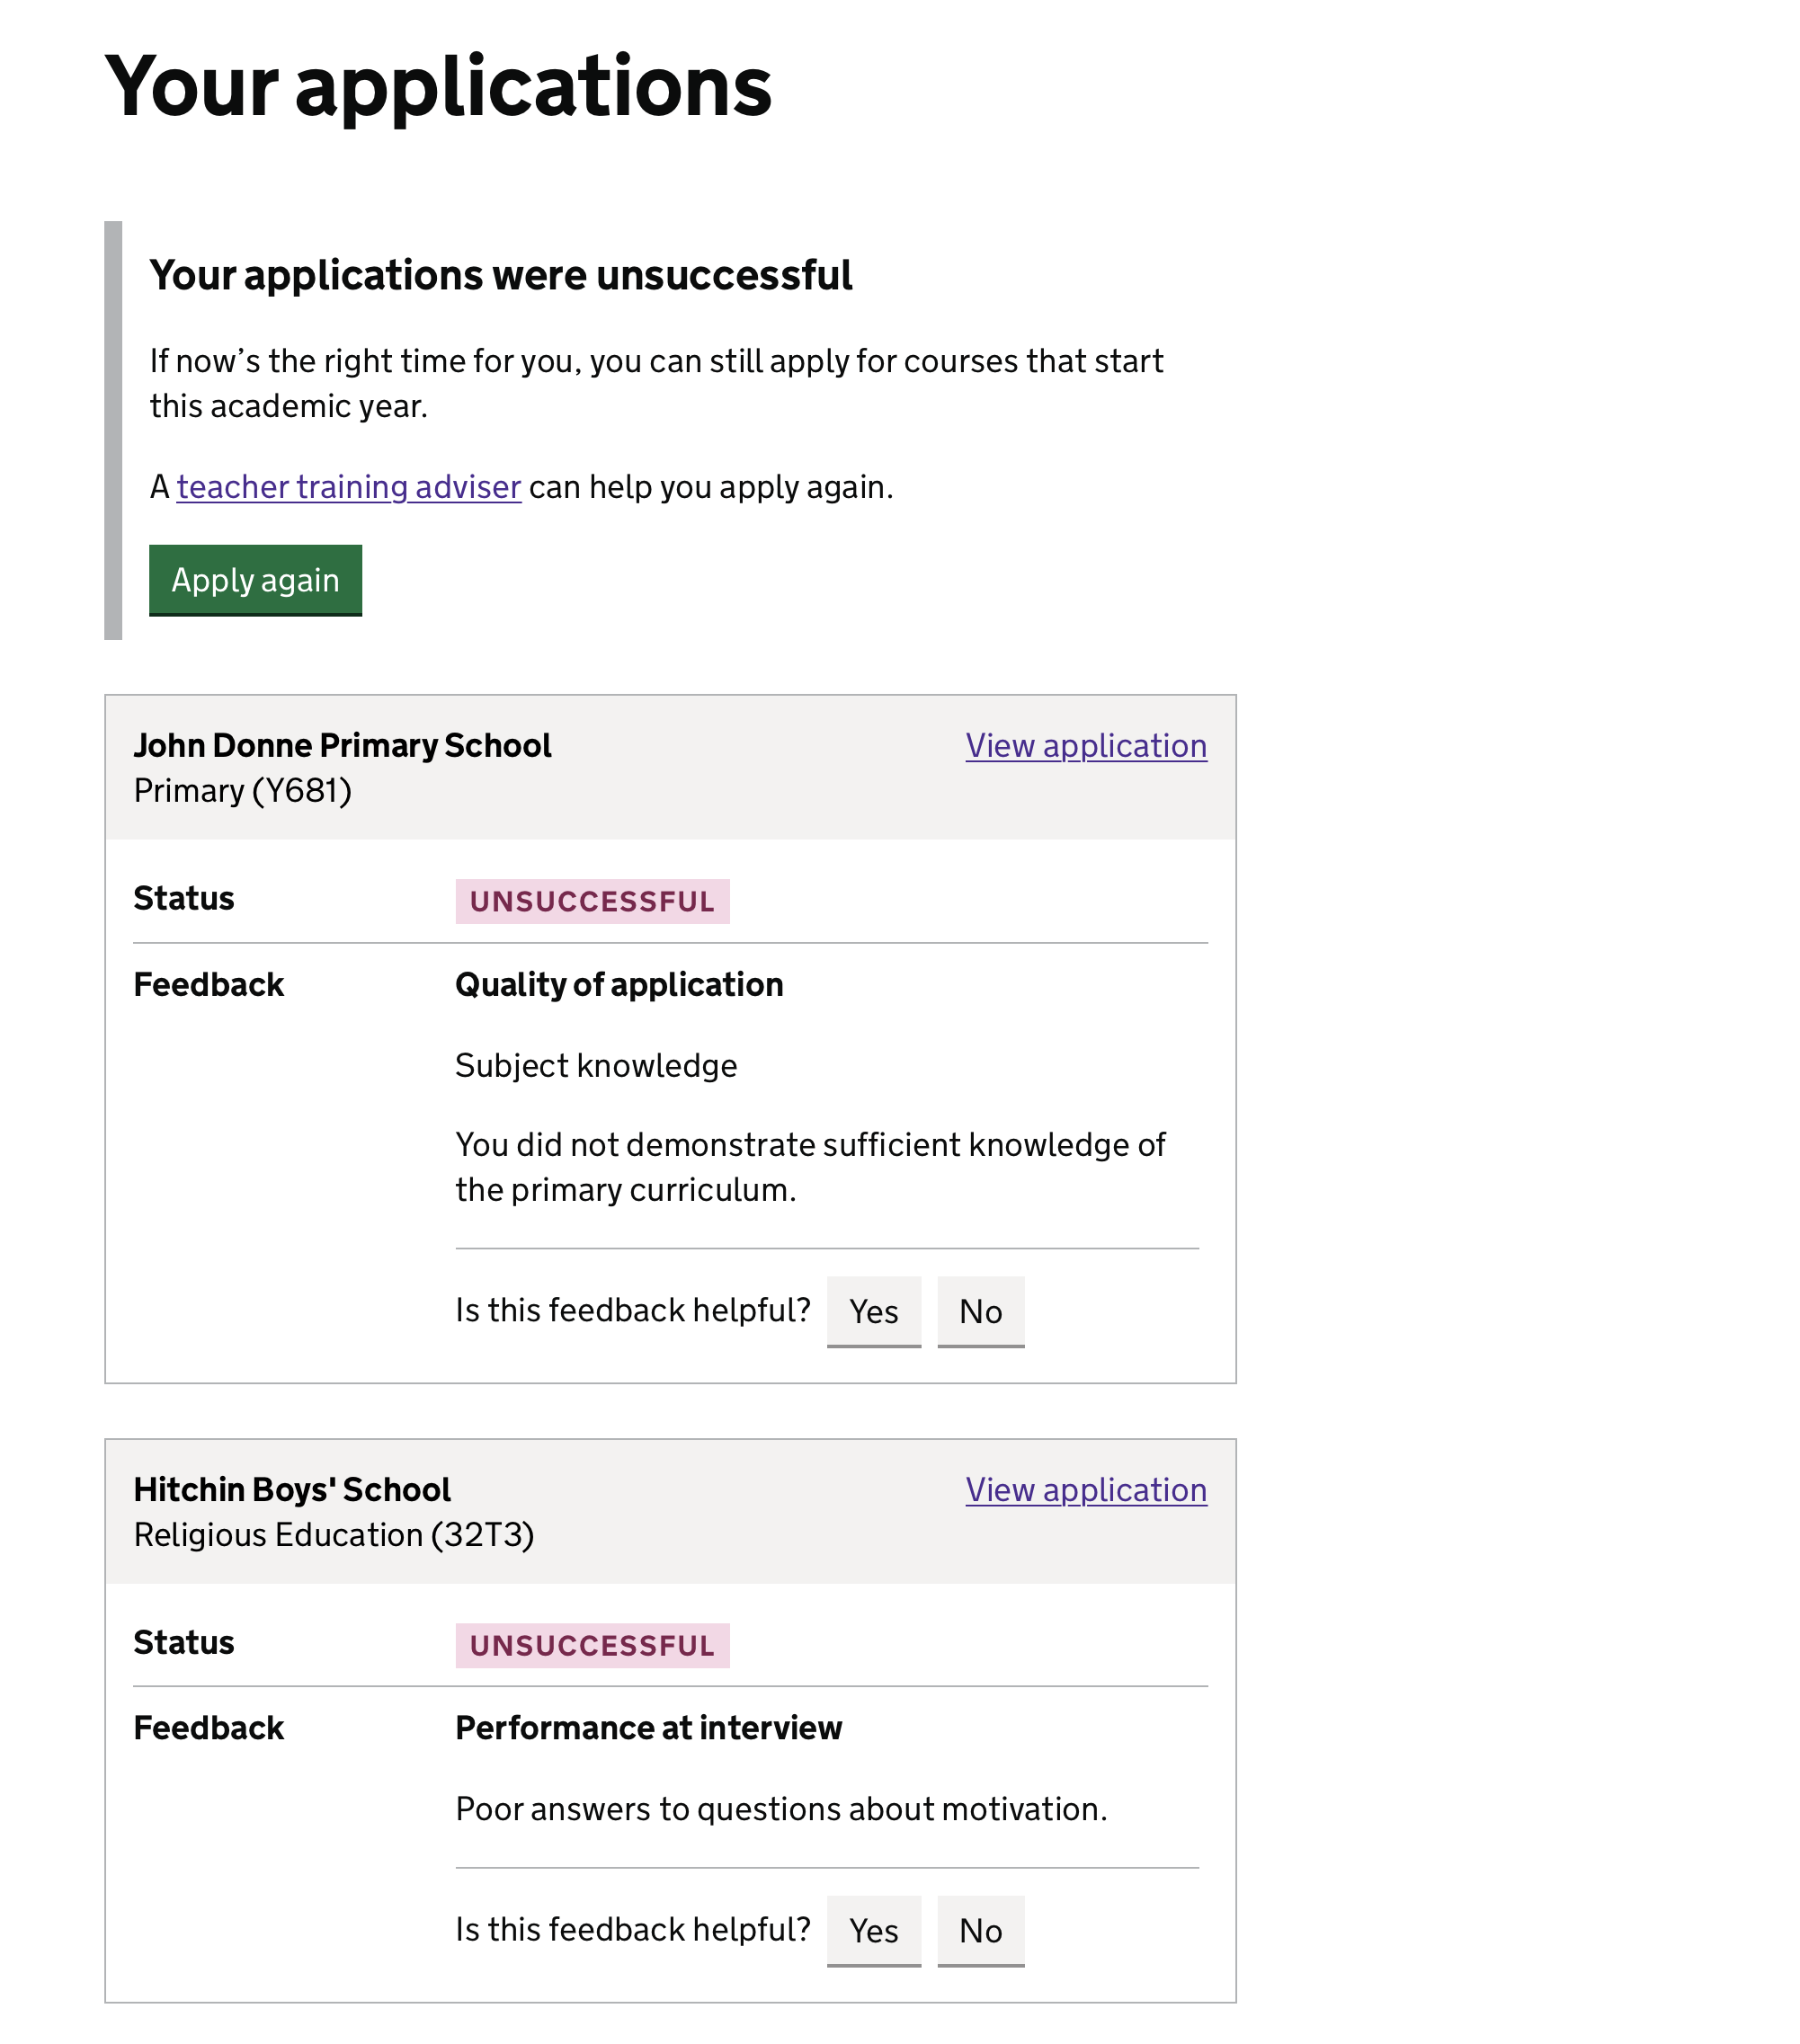 Your applications
Your applications were unsuccessful
If now’s the right time for you, you can still apply for courses that start
this academic year.
A teacher training adviser can help you apply again.
Apply again
John Donne Primary School
View application
Primary (Y681)
Status
UNSUCCESSFUL
Feedback
Quality of application
Subject knowledge
You did not demonstrate sufficient knowledge of
the primary curriculum.
Is this feedback helpful?
Yes
No
Hitchin Boys' School
View application
Religious Education (32T3)
Status
UNSUCCESSFUL
Feedback
Performance at interview
Poor answers to questions about motivation.
Is this feedback helpful?
Yes
No